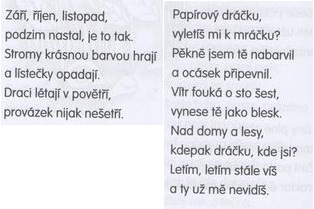 Září, říjen, listopad,
podzim nastal, je to tak.
Stromy krásnou barvou hrají
a lístečky opadají.
Draci létají v povětří,
provázek nijak nešetří.
Papírový dráčku,
vyletíš mi k mráčku?
Pěkně jsem tě nabarvil
a ocásek připevnil.
Vítr fouká o sto šest,
vynese tě jako blesk.
Nad domy a lesy,
kdepak dráčku, kde jsi?
Letím, letím stále víš
a ty už mě nevidíš.